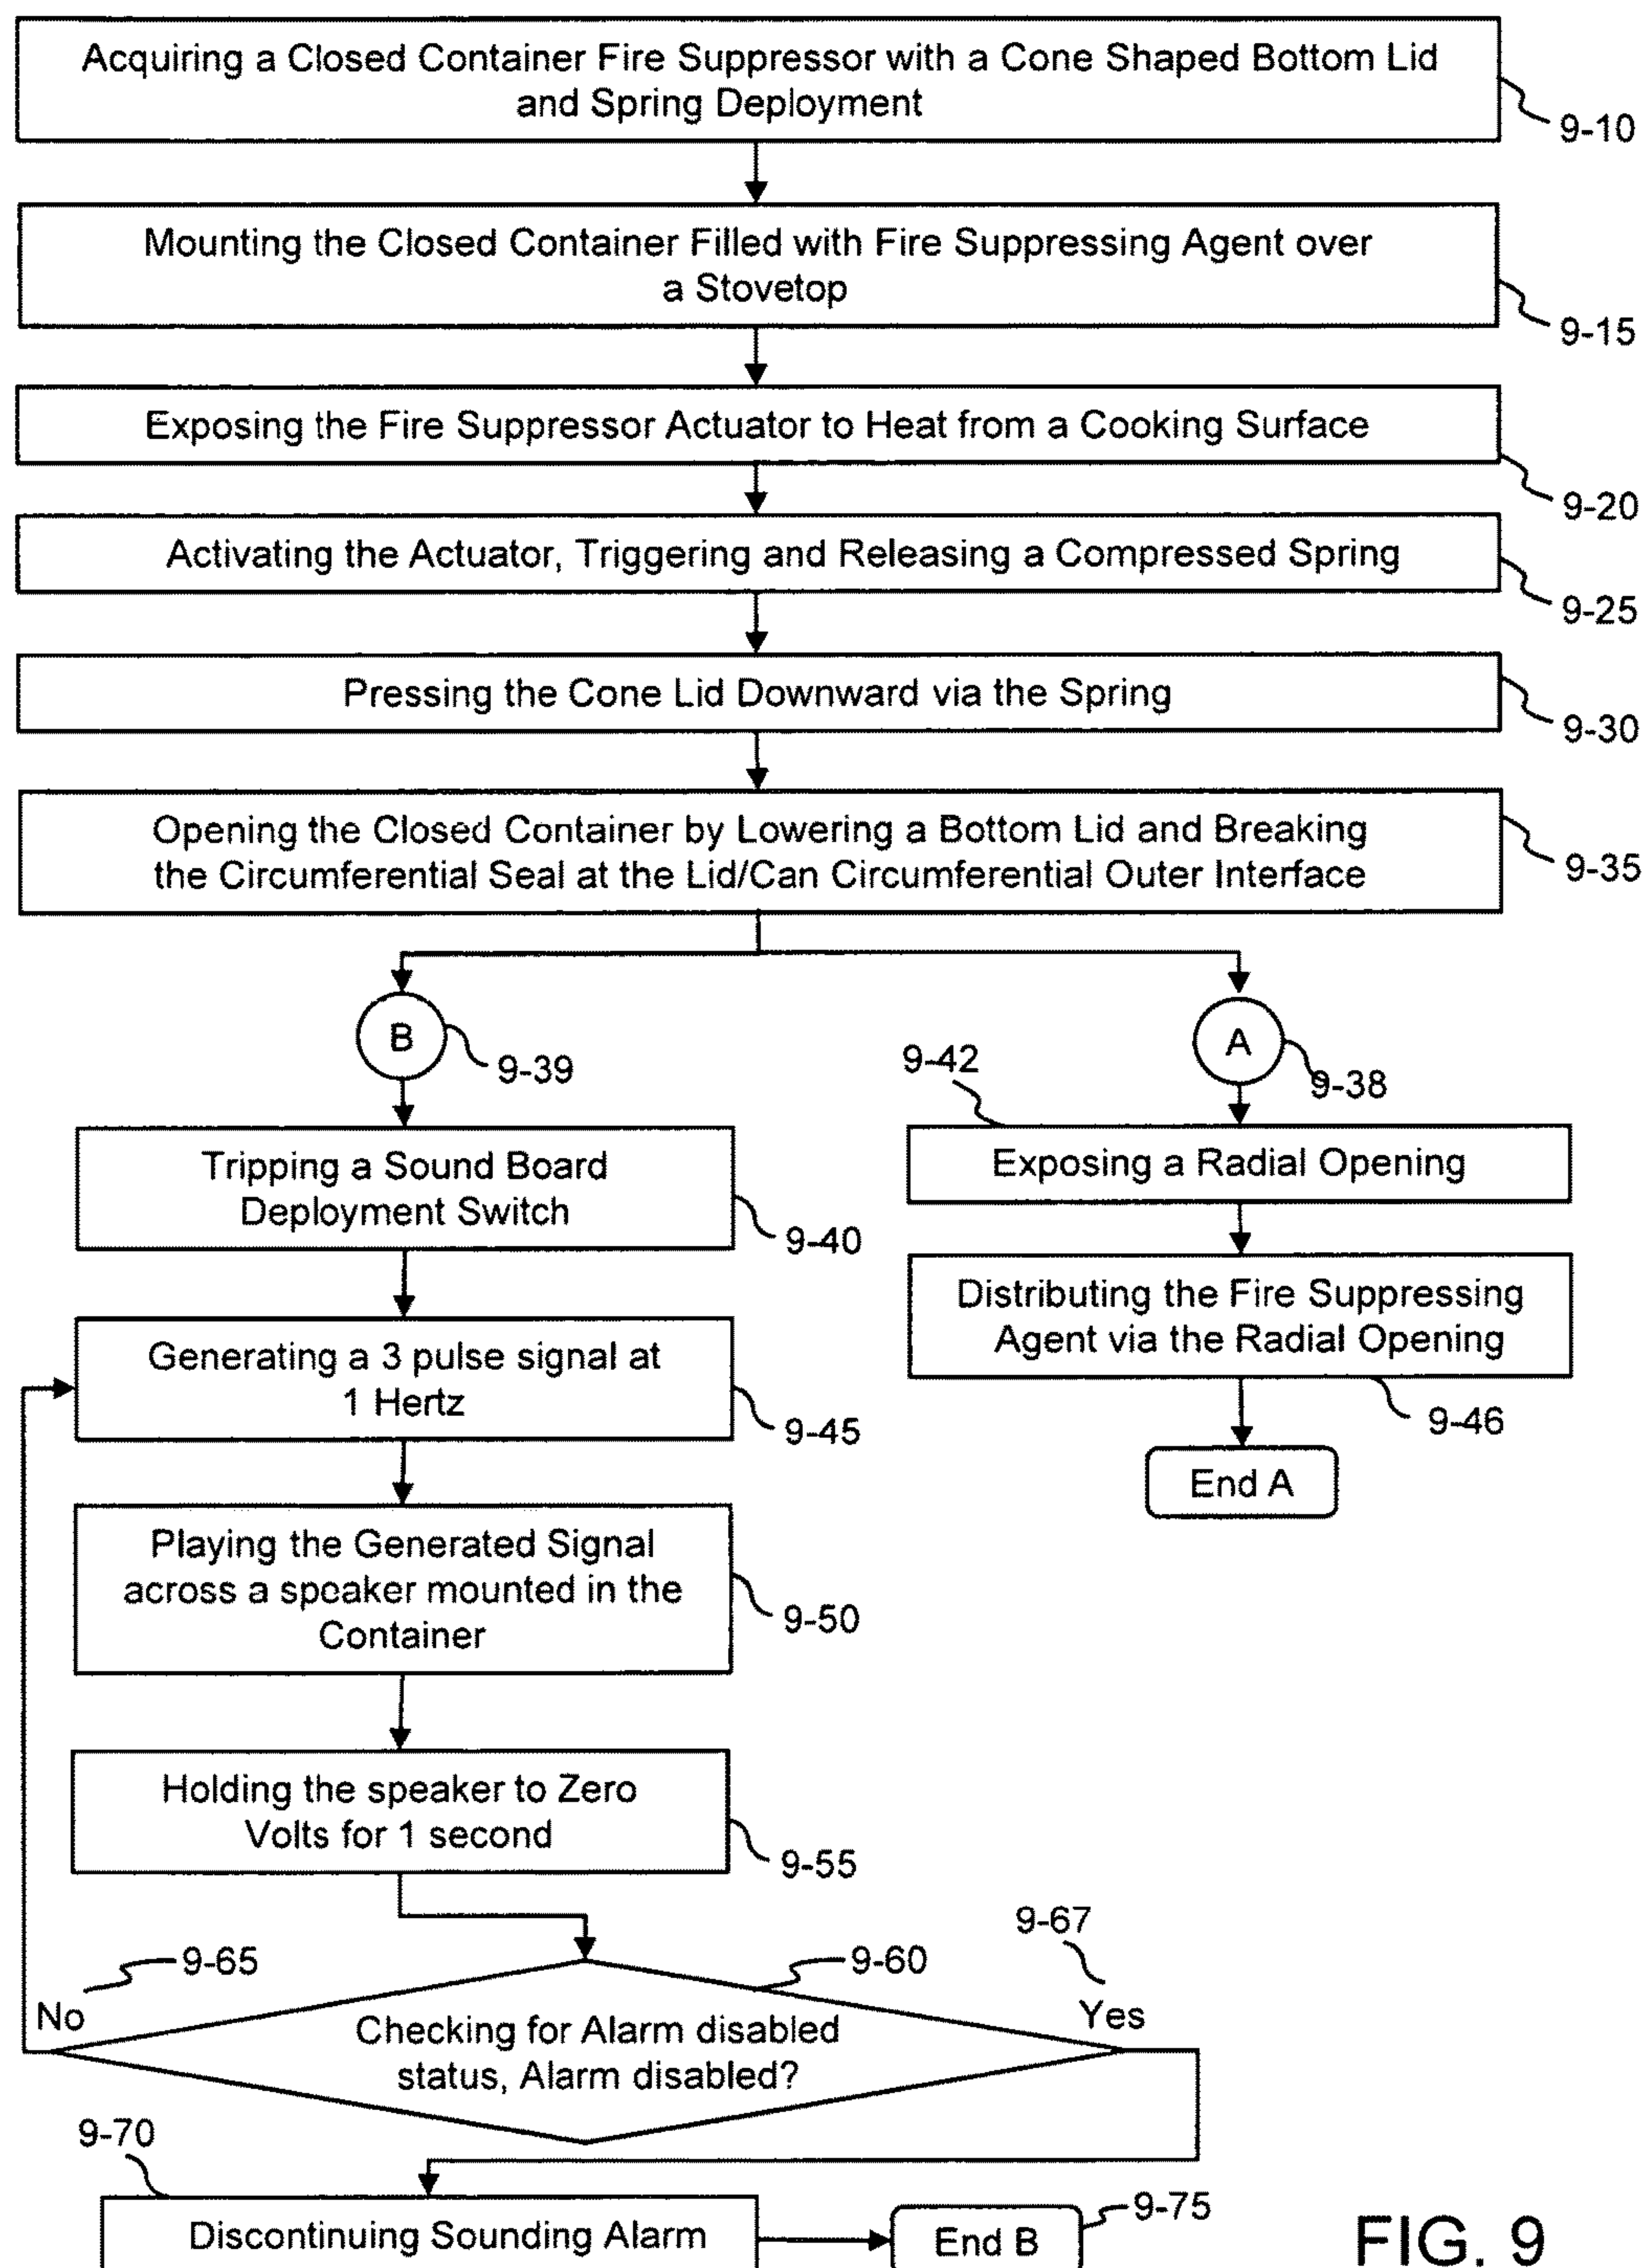 Acquiring a Closed Container Fire Suppressor with a Cone Shaped Bottom Lid
and Spring Deployment
9-10
Mounting the Closed Container Filled with Fire Suppressing Agent over
a Stovetop
9-15
Exposing the Fire Suppressor Actuator to Heat from a Cooking Surface
9-20
Activating the Actuator, Triggering and Releasing a Compressed Spring
9-25
Pressing the Cone Lid Downward via the Spring
9-30
Opening the Closed Container by Lowering a Bottom Lid and Breaking
the Circumferential Seal at the Lid/Can Circumferential Outer Interface
9-35
B
9-39
A
9-38
9-42
Tripping a Sound Board
Deployment Switch
9-40
Exposing a Radial Opening
Generating a 3 pulse signal at
1 Hertz
9-45
Distributing the Fire Suppressing
Agent via the Radial Opening
9-46
End A
Playing the Generated Signal
across a speaker mounted in the
Container
9-50
Holding the speaker to Zero
Volts for 1 second
9-55
9-65
9-60
9-67
No
Yes
Checking for Alarm disabled
status, Alarm disabled?
9-70
Discontinuing Sounding Alarm
End B
9-75
FIG. 9